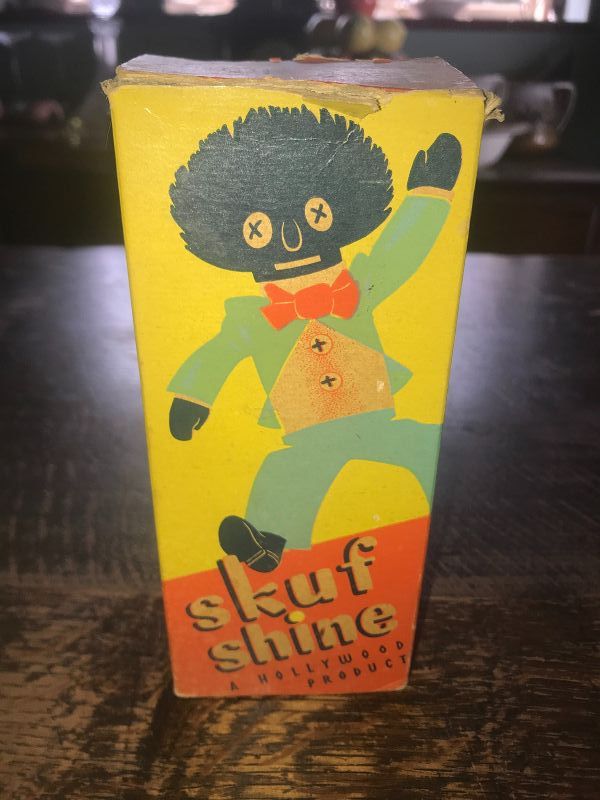 skuf
shine
A HOLLYWOOD
PRODUCT